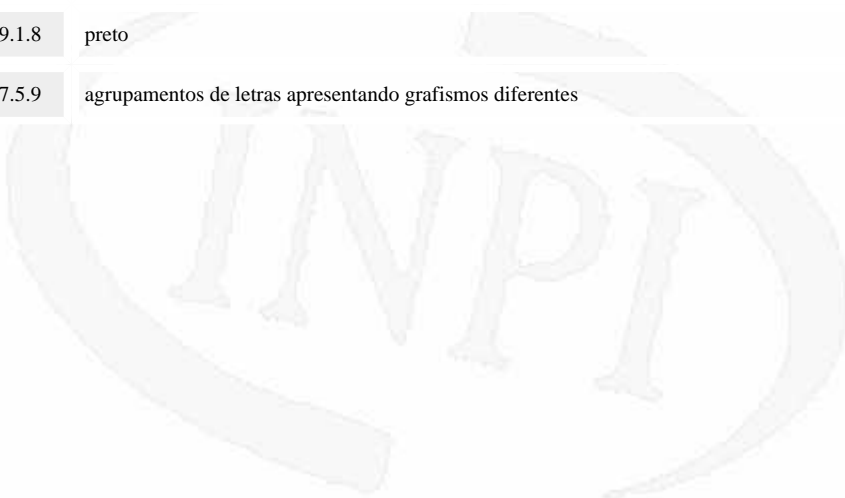 9.1.8 preto
7.5.9 agrupamentos de letras apresentando grafismos diferentes
INPI